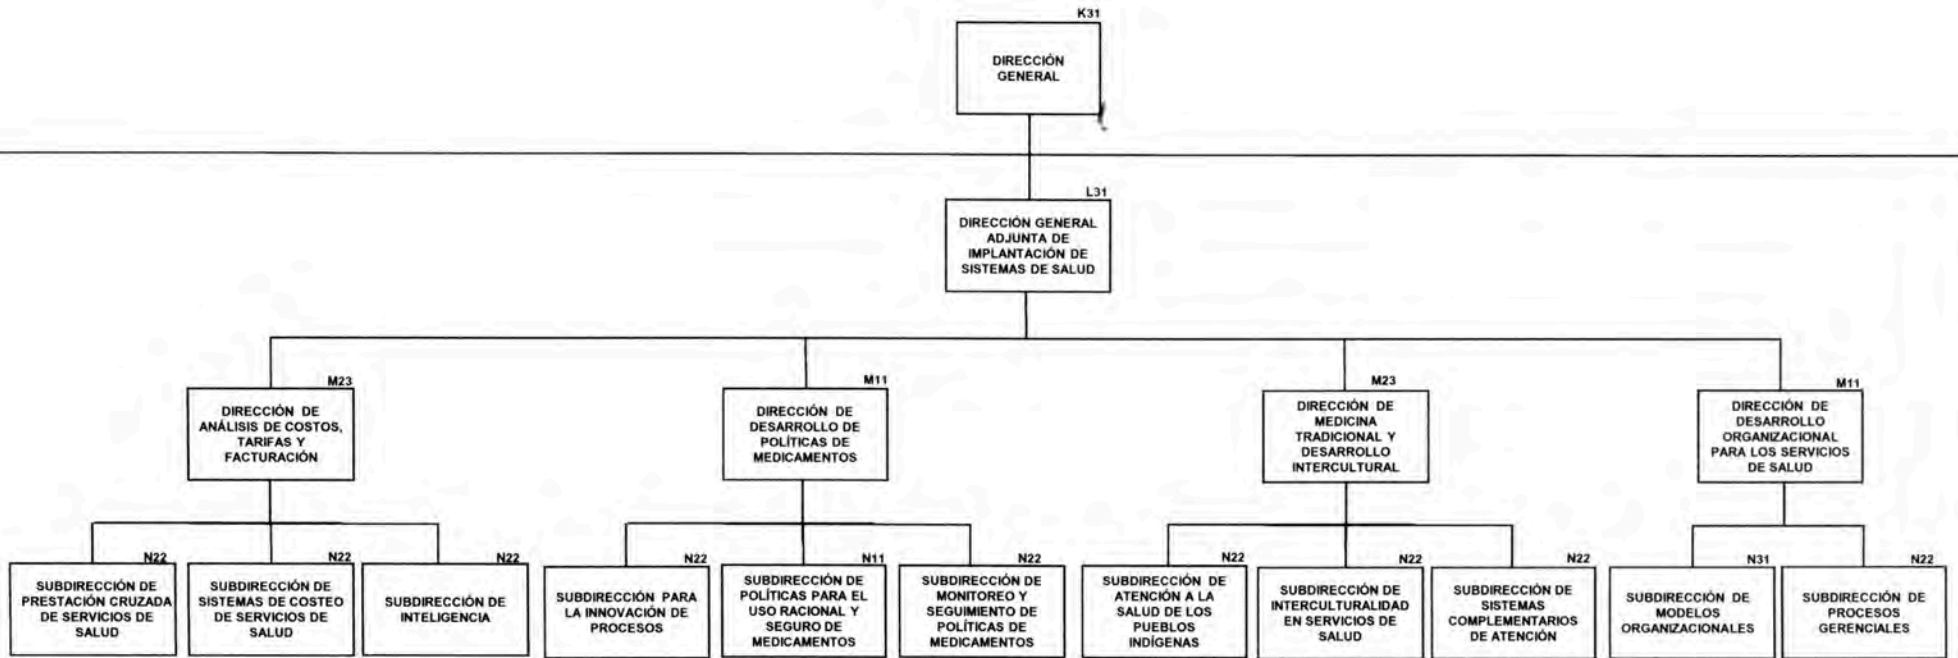 K31
DIRECCIÓN
GENERAL
L31
DIRECCIÓN GENERAL
ADJUNTA DE
IMPLANTACIÓN DE
SISTEMAS DE SALUD
M23
DIRECCIÓN DE
ANÁLISIS DE COSTOS,
TARIFAS Y
FACTURACIÓN
M11
DIRECCIÓN DE
DESARROLLO DE
POLÍTICAS DE
MEDICAMENTOS
M23
DIRECCIÓN DE
MEDICINA
TRADICIONAL Y
DESARROLLO
INTERCULTURAL
M11
DIRECCIÓN DE
DESARROLLO
ORGANIZACIONAL
PARA LOS SERVICIOS
DE SALUD
N22
SUBDIRECCIÓN DE
PRESTACIÓN CRUZADA
DE SERVICIOS DE
SALUD
N22
SUBDIRECCIÓN DE
SISTEMAS DE COSTEO
DE SERVICIOS DE
SALUD
N22
SUBDIRECCIÓN DE
INTELIGENCIA
N22
SUBDIRECCIÓN PARA
LA INNOVACIÓN DE
PROCESOS
N11
SUBDIRECCIÓN DE
POLÍTICAS PARA EL
USO RACIONAL Y
SEGURO DE
MEDICAMENTOS
N22
SUBDIRECCIÓN DE
MONITOREO Y
SEGUIMIENTO DE
POLÍTICAS DE
MEDICAMENTOS
N22
SUBDIRECCIÓN DE
ATENCIÓN A LA
SALUD DE LOS
PUEBLOS
INDÍGENAS
N22
SUBDIRECCIÓN DE
INTERCULTURALIDAD
EN SERVICIOS DE
SALUD
N22
SUBDIRECCIÓN DE
SISTEMAS
COMPLEMENTARIOS
DE ATENCIÓN
N31
SUBDIRECCIÓN DE
MODELOS
ORGANIZACIONALES
N22
SUBDIRECCIÓN DE
PROCESOS
GERENCIALES